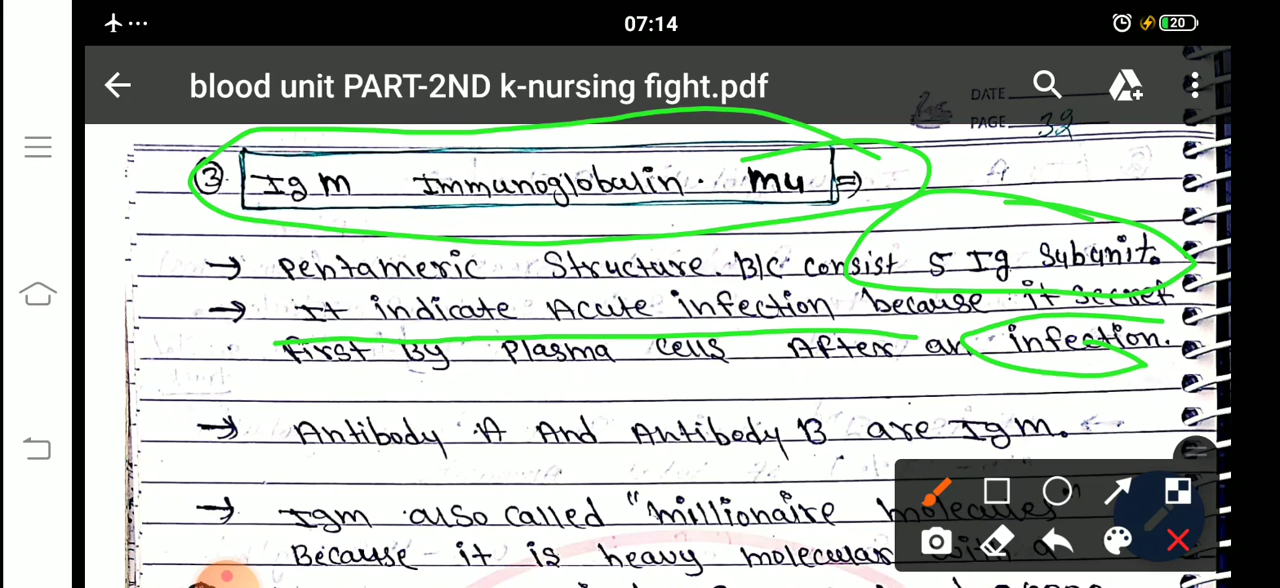 07:14
20
blood unit PART-2ND k-nursing fight.pdf
DATE
PAGE 39
③ IgM Immunoglobulin. Mu ⇒
→ Pentameric Structure. B/C consist 5 Ig Subunit.
→ It indicate Acute infection because it secret
first By Plasma Cells After an infection.
→ Antibody A And Antibody B are IgM.
→ Igm also called "millionaire molecules"
Because it is heavy molecular